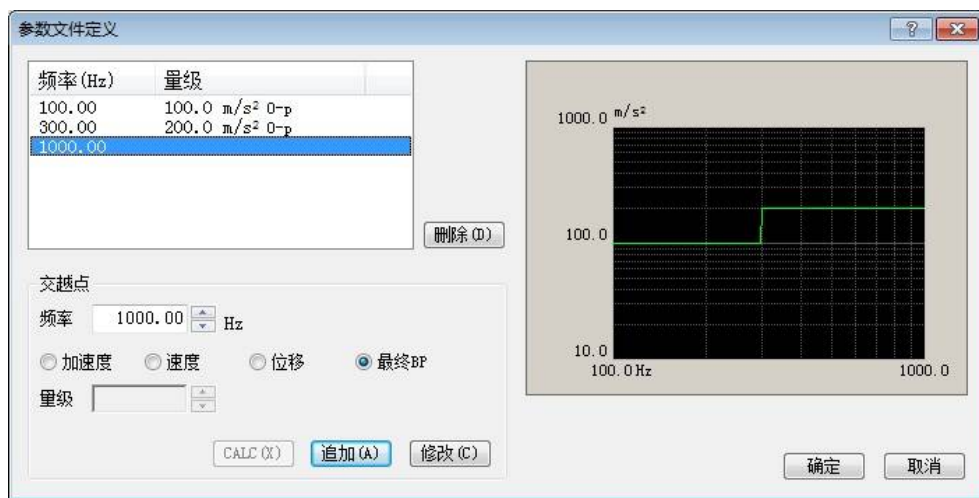 参数文件定义
频率(Hz) 量级
100.00 100.0 m/s² 0-p
300.00 200.0 m/s² 0-p
1000.00
删除(D)
交越点
频率 1000.00 Hz
加速度 速度 位移 最终BP
量级
CALC(X) 追加(A) 修改(C)
1000.0 m/s²
100.0
10.0
100.0Hz 1000.0
确定 取消